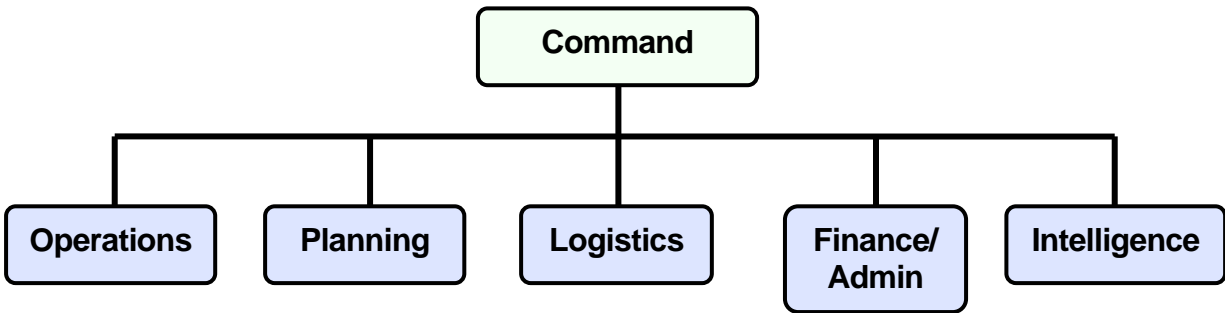 Command
Operations
Planning
Logistics
Finance/
Admin
Intelligence